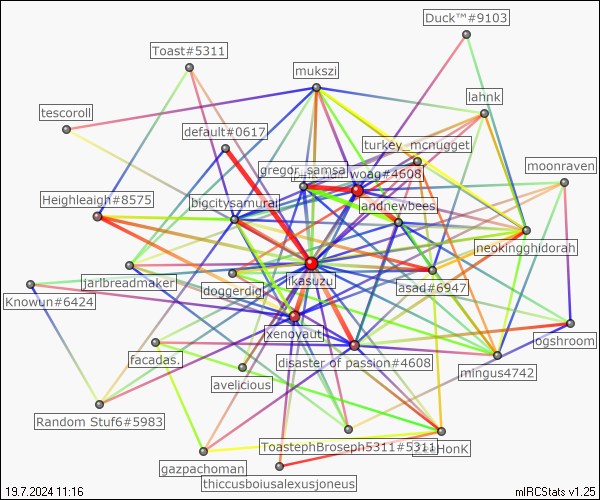 Duck™#9103
Toast#5311
mukszi
lahnk
tescoroll
default#0617
turkey_mcnugget
gregor_samsa
woag#4608
moonraven
Heighleaigh#8575
bigcitysamurai
andrewbees
neokingghidorah
jarlbreadmaker
doggerdig
ikasuzu
asad#6947
Knowun#6424
xenoyauti
ogshroom
facadas.
disaster of passion#4608
mingus4742
avelicious
Random Stuf6#5983
ToastephBroseph5311#5311
HonK
gazpachoman
thiccusboiusalexusjoneus
19.7.2024 11:16
mIRCStats v1.25